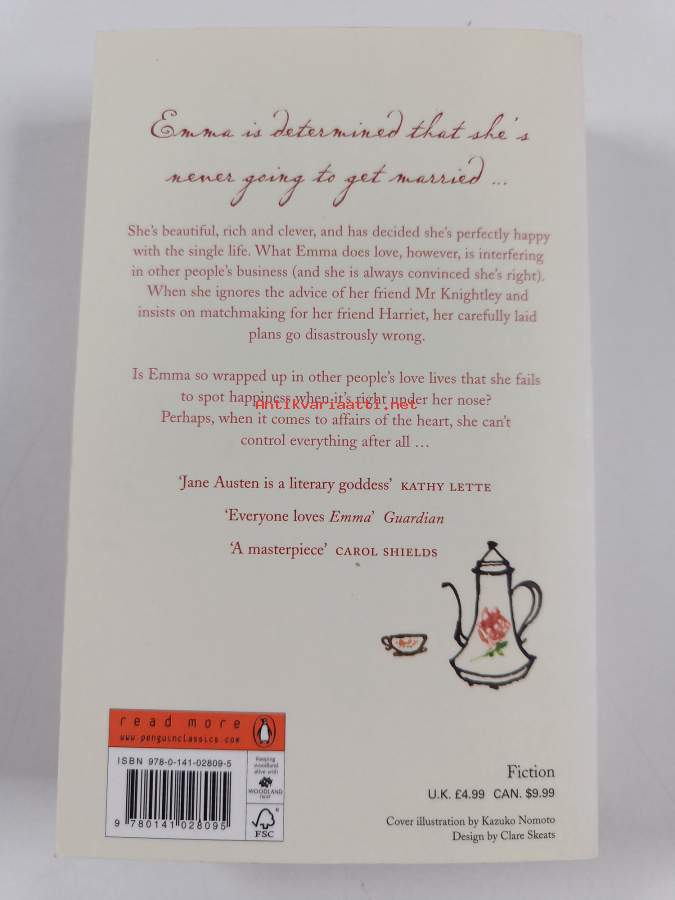 Emma is determined that she's
never going to get married ...
She's beautiful, rich and clever, and has decided she's perfectly happy
with the single life. What Emma does love, however, is interfering
in other people's business (and she is always convinced she's right).
When she ignores the advice of her friend Mr Knightley and
insists on matchmaking for her friend Harriet, her carefully laid
plans go disastrously wrong.
Is Emma so wrapped up in other people's love lives that she fails
to spot happiness when it's right under her nose?
Antikvariaatti.net
Perhaps, when it comes to affairs of the heart, she can't
control everything after all ...
'Jane Austen is a literary goddess' KATHY LETTE
'Everyone loves Emma' Guardian
'A masterpiece' CAROL SHIELDS
read more
www.penguinclassics.com
ISBN 978-0-141-02809-5
9 780141 028095
Keeping
woodland
alive with
WOODLAND
TRUST
FSC
Fiction
U.K. £4.99 CAN. $9.99
Cover illustration by Kazuko Nomoto
Design by Clare Skeats